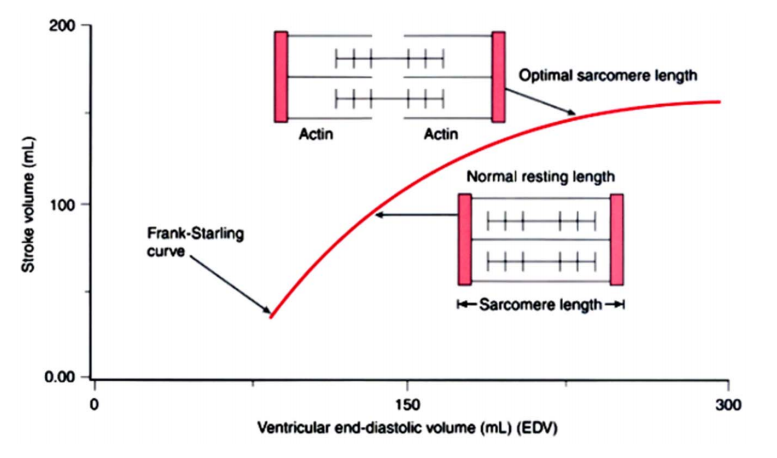 200
Optimal sarcomere length
Actin
Actin
Stroke volume (mL)
100
Normal resting length
Frank-Starling
curve
Sarcomere length
0.00
0
150
300
Ventricular end-diastolic volume (mL) (EDV)